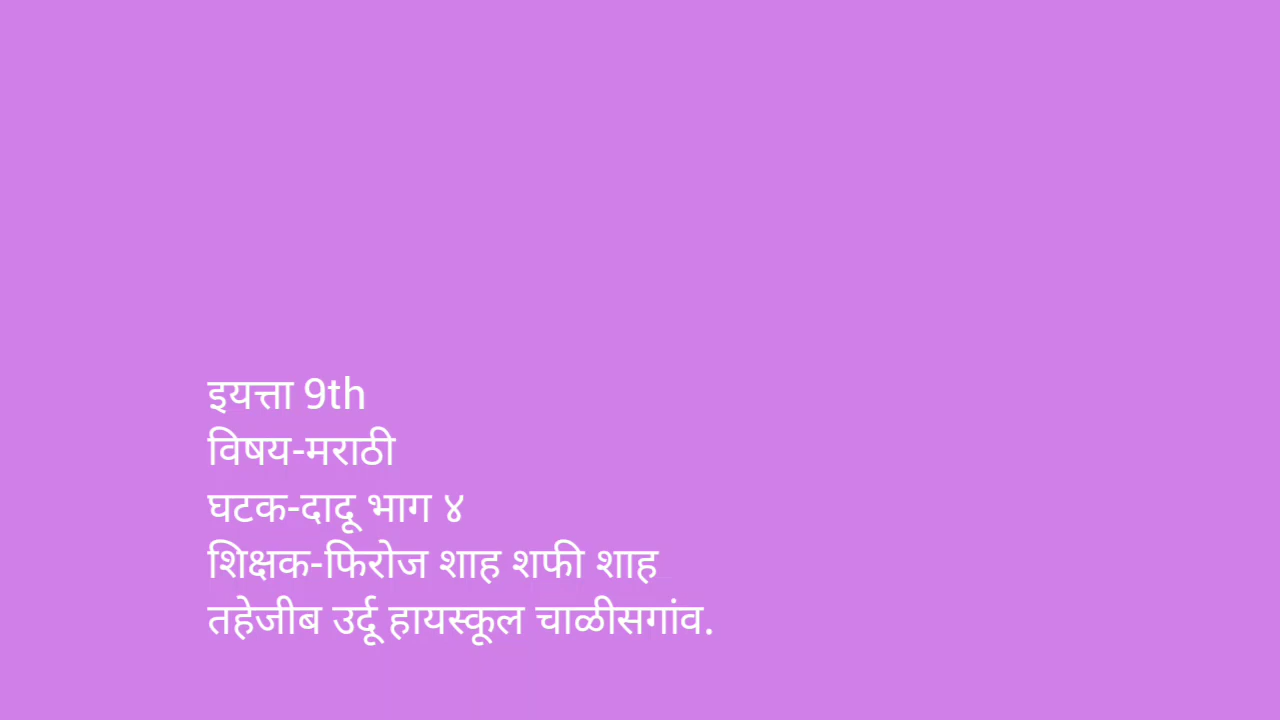 इयत्ता 9th
विषय-मराठी
घटक-दादू भाग ४
शिक्षक-फिरोज शाह शफी शाह
तहेजीब उर्दू हायस्कूल चाळीसगांव.